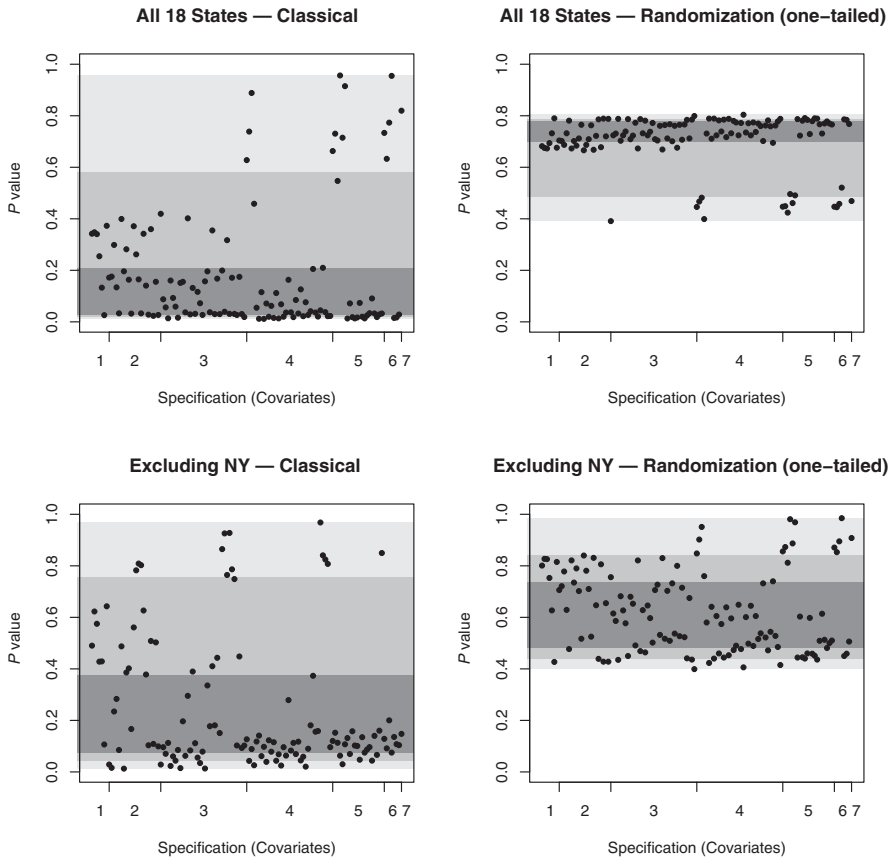 All 18 States — Classical
1.0
0.8
0.6
0.4
0.2
0.0
P value
1 2 3 4 5 6 7
Specification (Covariates)
All 18 States — Randomization (one−tailed)
1.0
0.8
0.6
0.4
0.2
0.0
P value
1 2 3 4 5 6 7
Specification (Covariates)
Excluding NY — Classical
1.0
0.8
0.6
0.4
0.2
0.0
P value
1 2 3 4 5 6 7
Specification (Covariates)
Excluding NY — Randomization (one−tailed)
1.0
0.8
0.6
0.4
0.2
0.0
P value
1 2 3 4 5 6 7
Specification (Covariates)